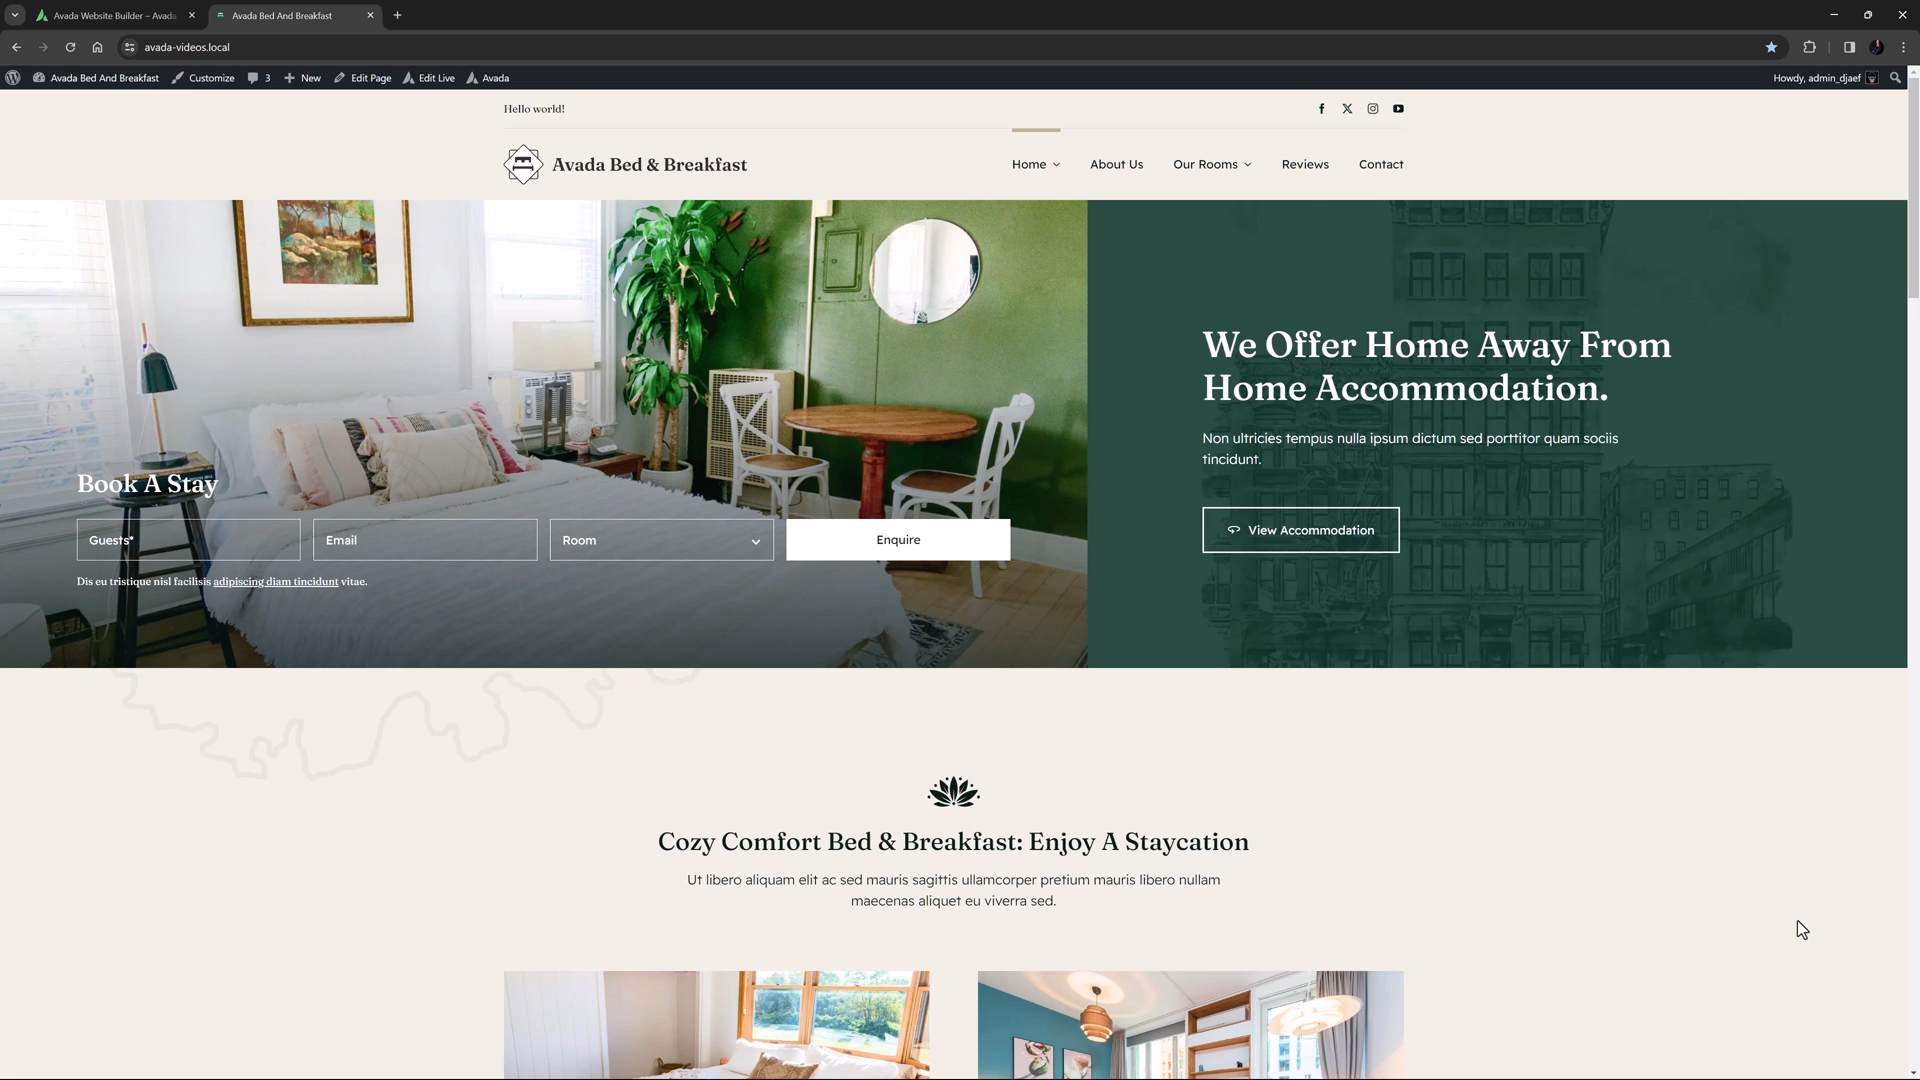 Avada Website Builder – Avada
Avada Bed And Breakfast
avada-videos.local
Avada Bed And Breakfast
Customize
3
New
Edit Page
Edit Live
Avada
Howdy, admin_djaef
Hello world!
Avada Bed & Breakfast
Home
About Us
Our Rooms
Reviews
Contact
Book A Stay
Guests*
Email
Room
Enquire
Dis eu tristique nisl facilisis adipiscing diam tincidunt vitae.
We Offer Home Away From
Home Accommodation.
Non ultricies tempus nulla ipsum dictum sed porttitor quam sociis
tincidunt.
View Accommodation
Cozy Comfort Bed & Breakfast: Enjoy A Staycation
Ut libero aliquam elit ac sed mauris sagittis ullamcorper pretium mauris libero nullam
maecenas aliquet eu viverra sed.